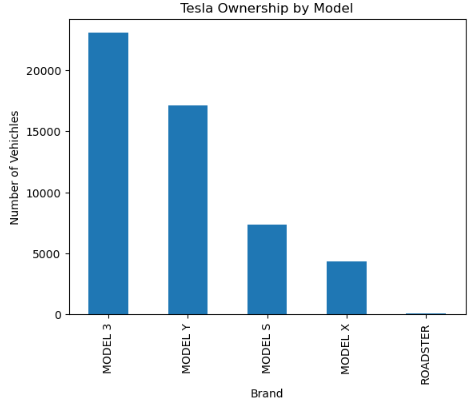 Tesla Ownership by Model
Number of Vehichles
20000
15000
10000
5000
0
MODEL 3
MODEL Y
MODEL S
MODEL X
ROADSTER
Brand